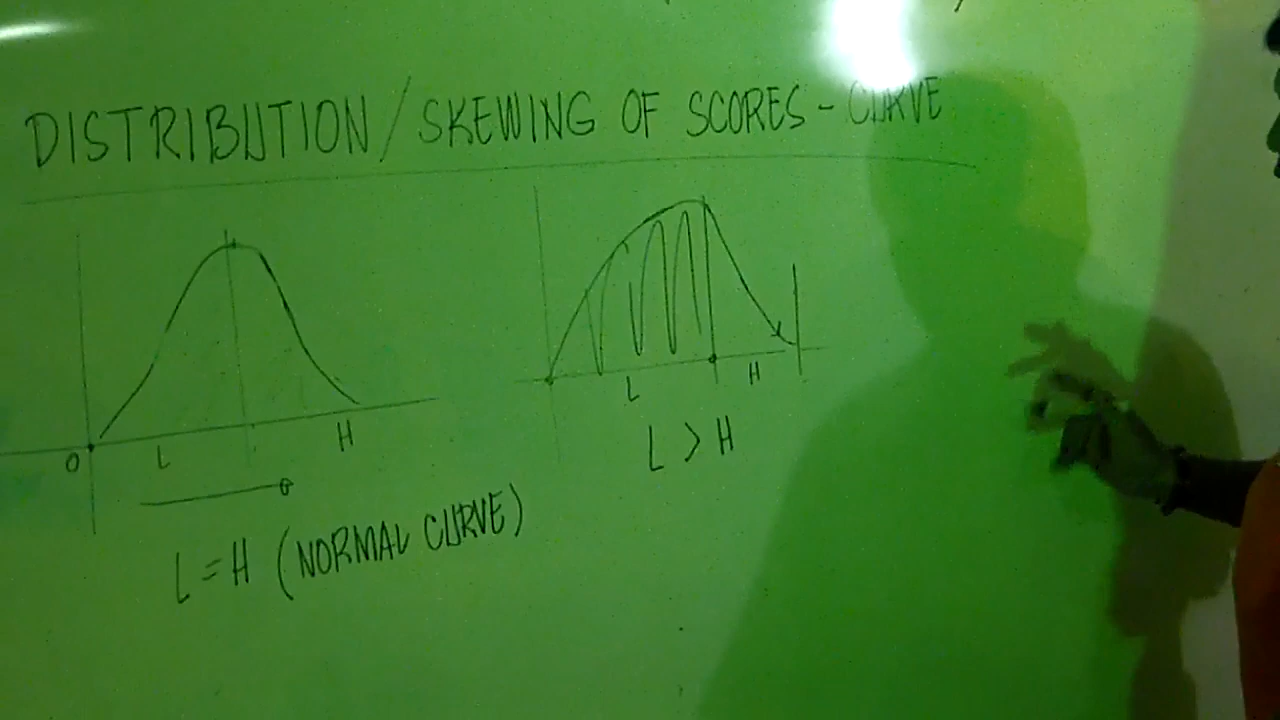 DISTRIBUTION/SKEWING OF SCORES - CURVE
O L H
L = H (NORMAL CURVE)
L H
L > H